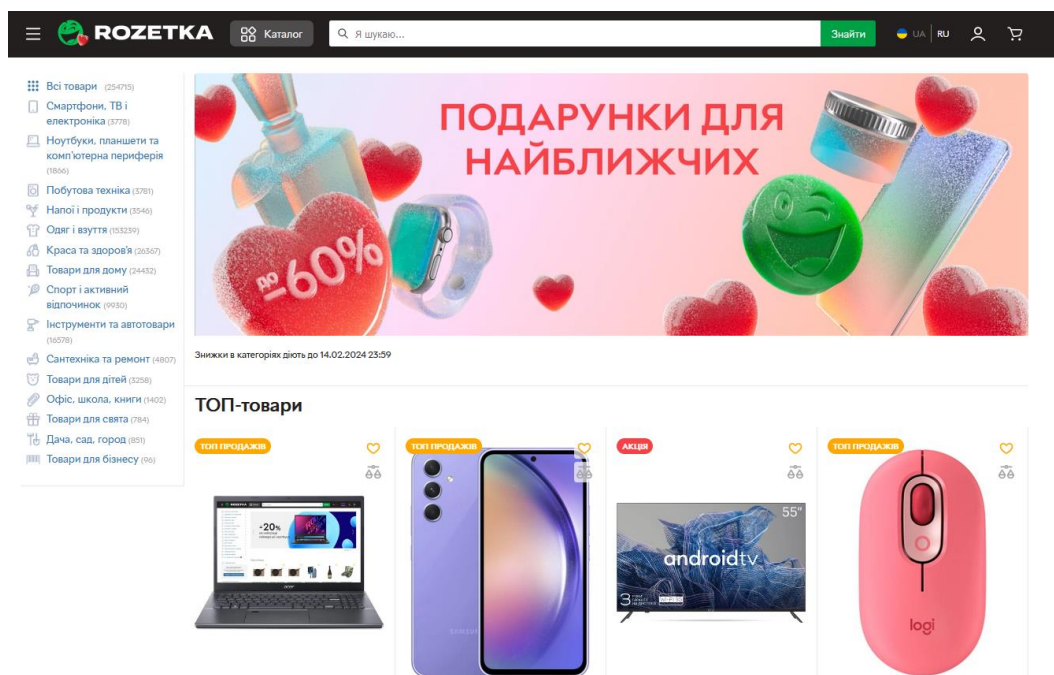 ROZETKA
Каталог
Я шукаю...
Знайти
UA
RU
Всі товари (254715)
Смартфони, ТВ і
електроніка (3778)
Ноутбуки, планшети та
комп'ютерна периферія
(1866)
Побутова техніка (3781)
Напої і продукти (3546)
Одяг і взуття (153239)
Краса та здоров'я (26367)
Товари для дому (24432)
Спорт і активний
відпочинок (9930)
Інструменти та автотовари
(16578)
Сантехніка та ремонт (4807)
Товари для дітей (3258)
Офіс, школа, книги (1402)
Товари для свята (784)
Дача, сад, город (851)
Товари для бізнесу (96)
ПОДАРУНКИ ДЛЯ
НАЙБЛИЖЧИХ
до
-60%
Знижки в категоріях діють до 14.02.2024 23:59
ТОП-товари
ТОП ПРОДАЖІВ
ТОП ПРОДАЖІВ
АКЦІЯ
ТОП ПРОДАЖІВ
-20%
acer
SAMSUNG
55"
androidtv
3
Wi-Fi
logi